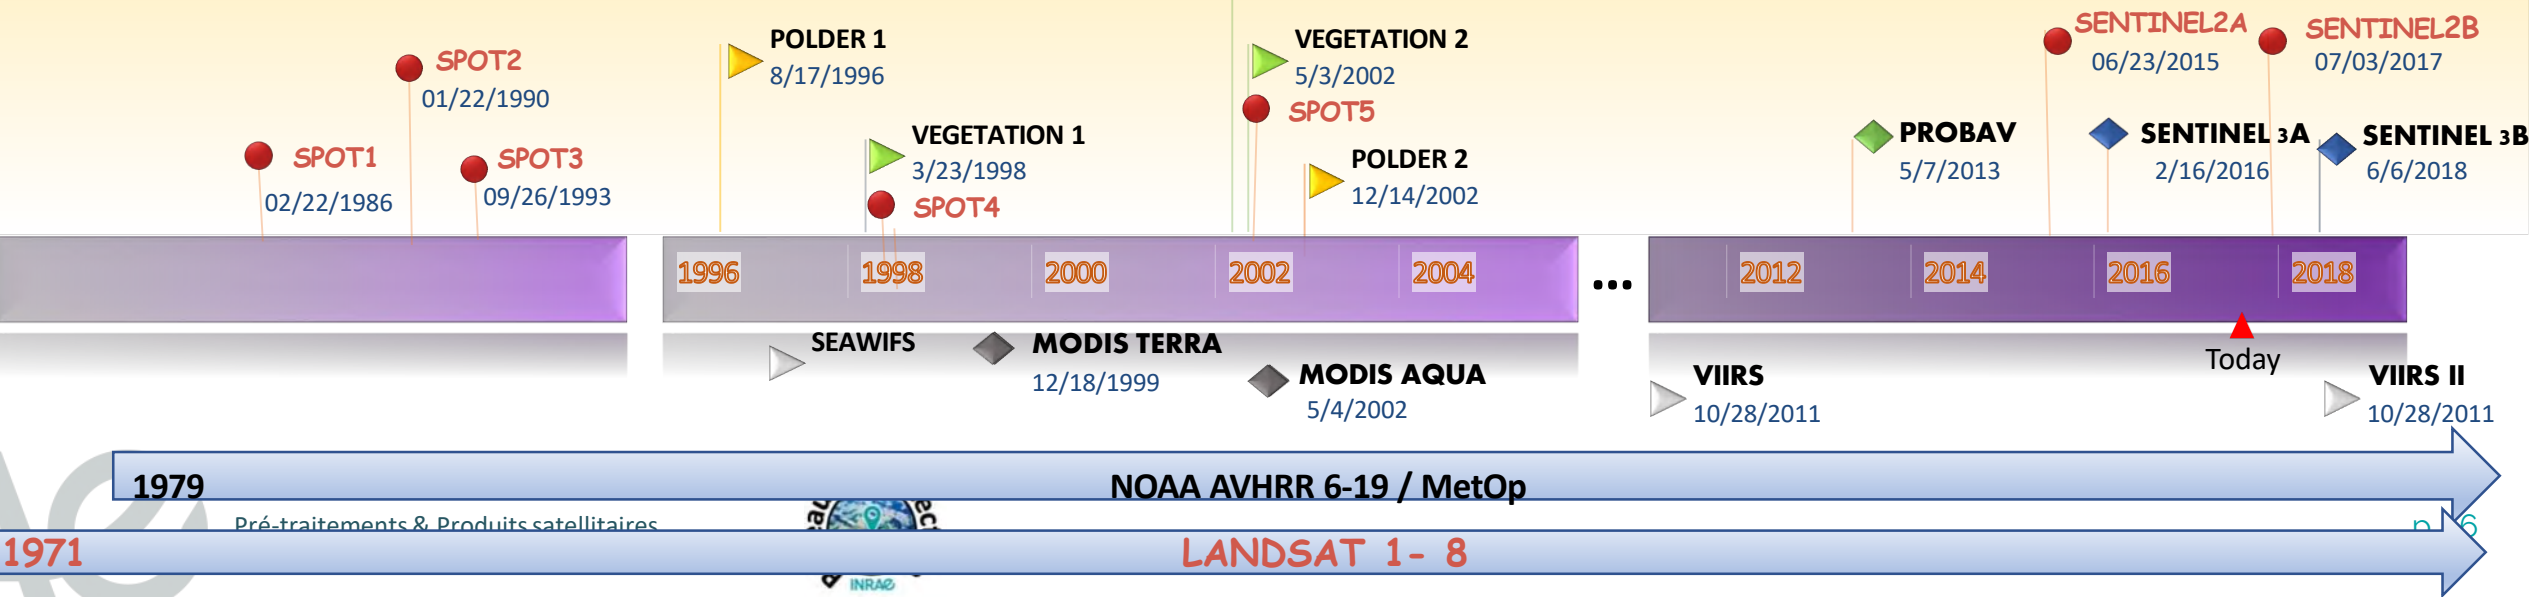 SPOT1
02/22/1986
SPOT2
01/22/1990
SPOT3
09/26/1993
POLDER 1
8/17/1996
VEGETATION 1
3/23/1998
SPOT4
VEGETATION 2
5/3/2002
SPOT5
POLDER 2
12/14/2002
PROBAV
5/7/2013
SENTINEL2A
06/23/2015
SENTINEL 3A
2/16/2016
SENTINEL2B
07/03/2017
SENTINEL 3B
6/6/2018
1996 1998 2000 2002 2004 ... 2012 2014 2016 2018
SEAWIFS
MODIS TERRA
12/18/1999
MODIS AQUA
5/4/2002
VIIRS
10/28/2011
Today
VIIRS II
10/28/2011
1979 NOAA AVHRR 6-19 / MetOp
Pré-traitements & Produits satellitaires
1971 LANDSAT 1- 8
INRAE